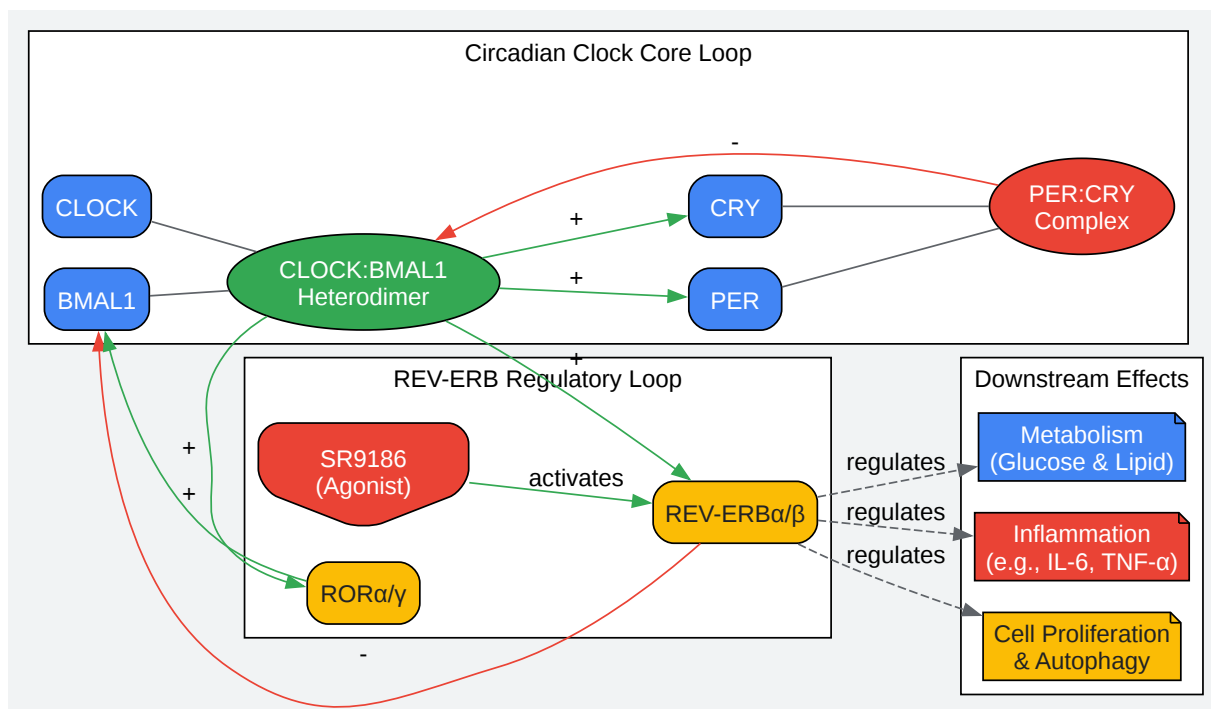 Circadian Clock Core Loop
-
CLOCK
CRY
PER:CRY
Complex
+
CLOCK:BMAL1
Heterodimer
+
BMAL1
PER
+
REV-ERB Regulatory Loop
Downstream Effects
SR9186
(Agonist)
activates
REV-ERBα/β
+
+
RORα/γ
-
regulates
regulates
regulates
Metabolism
(Glucose & Lipid)
Inflammation
(e.g., IL-6, TNF-α)
Cell Proliferation
& Autophagy